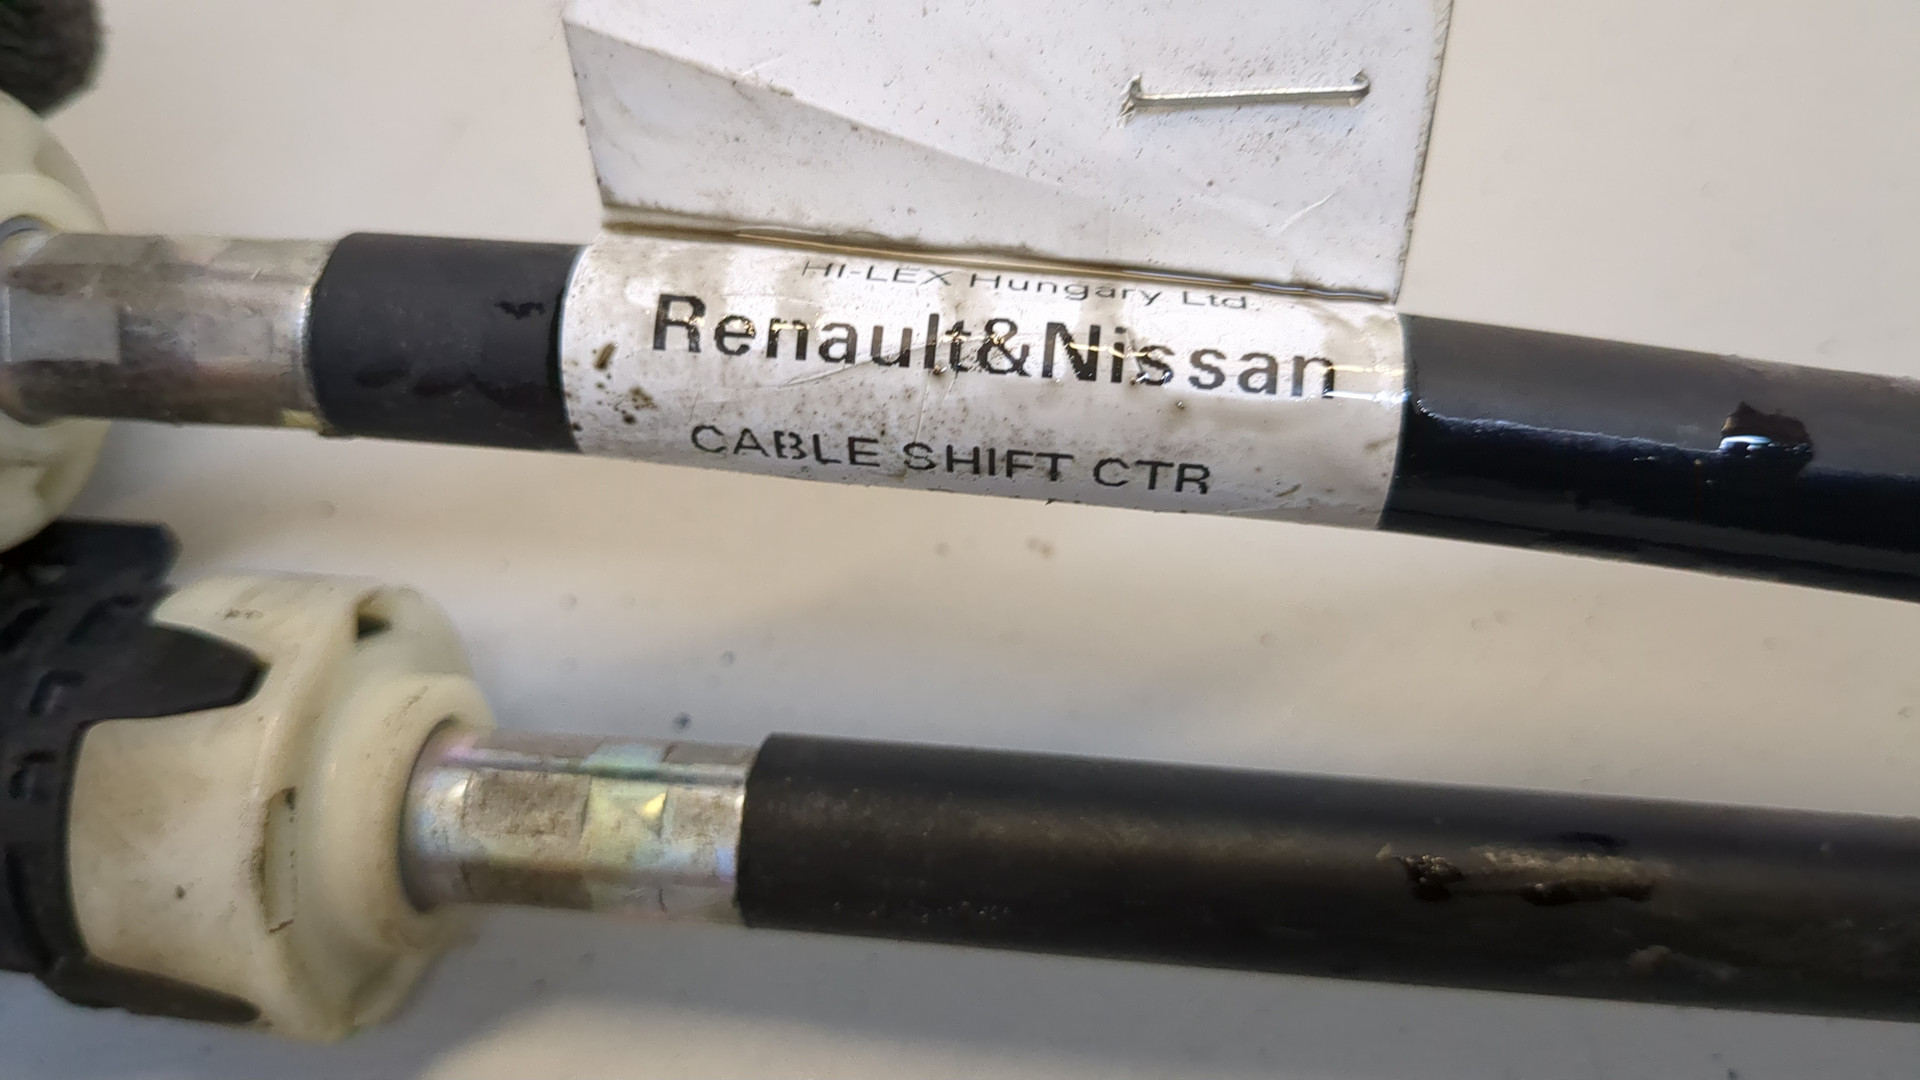 HI-LEX Hungary Ltd.
Renault&Nissan
CABLE SHIFT CTR